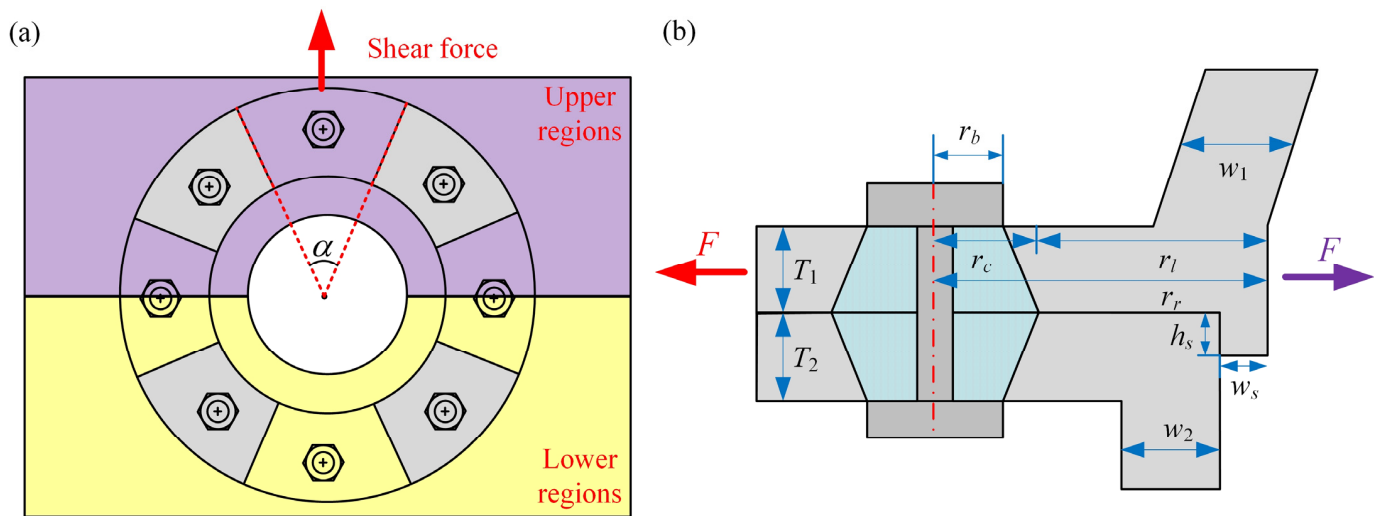 (a)
Shear force
Upper
regions
α
Lower
regions
(b)
r_b
w_1
F
T_1
r_c
r_l
F
r_r
h_s
T_2
w_s
w_2